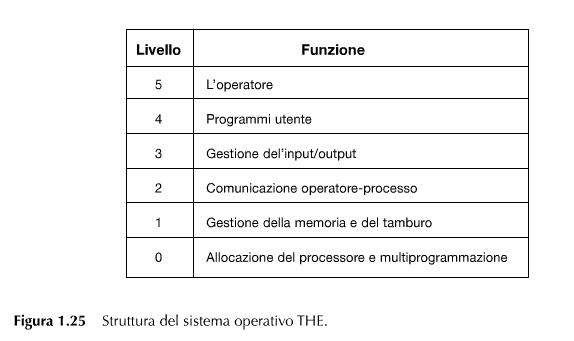 Livello Funzione
5 L'operatore
4 Programmi utente
3 Gestione del'input/output
2 Comunicazione operatore-processo
1 Gestione della memoria e del tamburo
0 Allocazione del processore e multiprogrammazione
Figura 1.25 Struttura del sistema operativo THE.